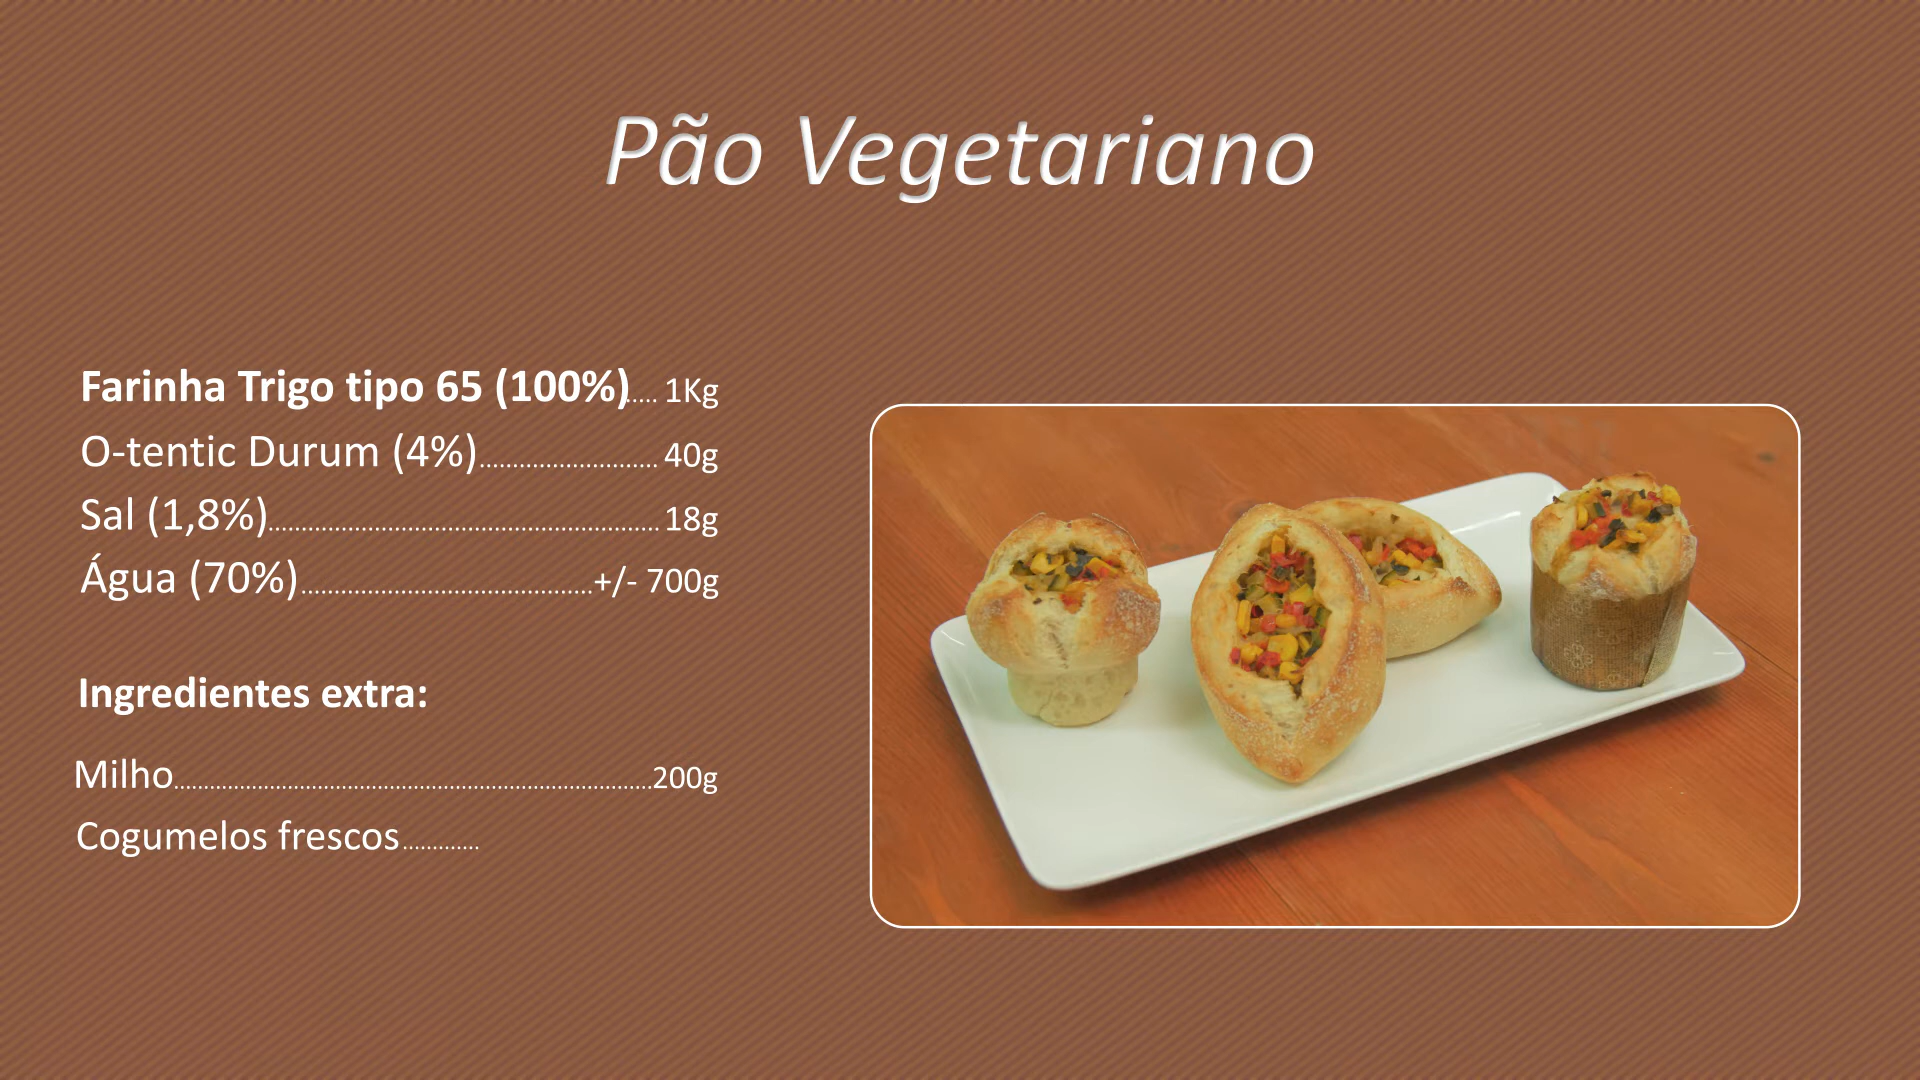 Pão Vegetariano
Farinha Trigo tipo 65 (100%)..... 1Kg
O-tentic Durum (4%)........................... 40g
Sal (1,8%)........................................................... 18g
Água (70%)............................................+/- 700g
Ingredientes extra:
Milho................................................................................200g
Cogumelos frescos.............